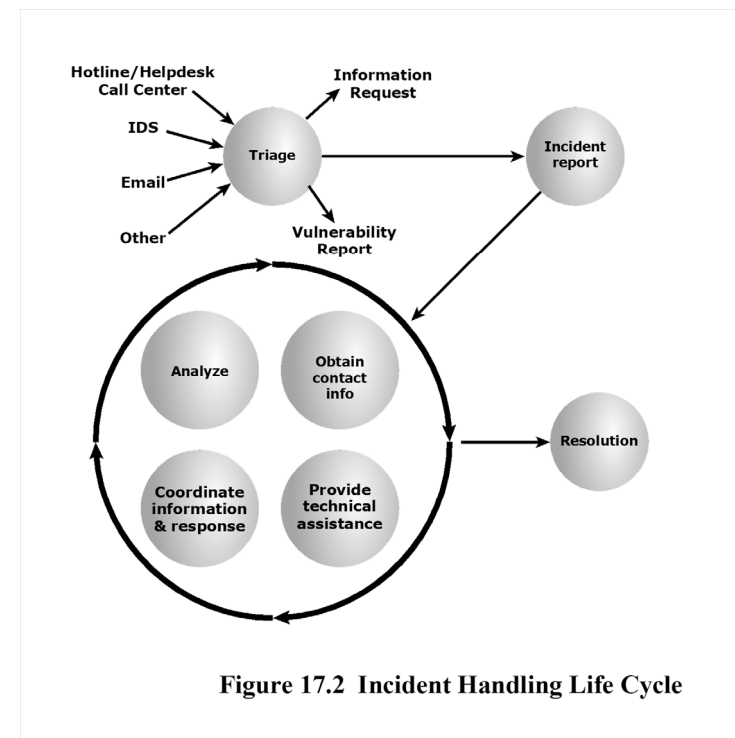 Hotline/Helpdesk
Call Center
IDS
Email
Other
Triage
Information
Request
Vulnerability
Report
Incident
report
Analyze
Obtain
contact
info
Coordinate
information
& response
Provide
technical
assistance
Resolution
Figure 17.2 Incident Handling Life Cycle